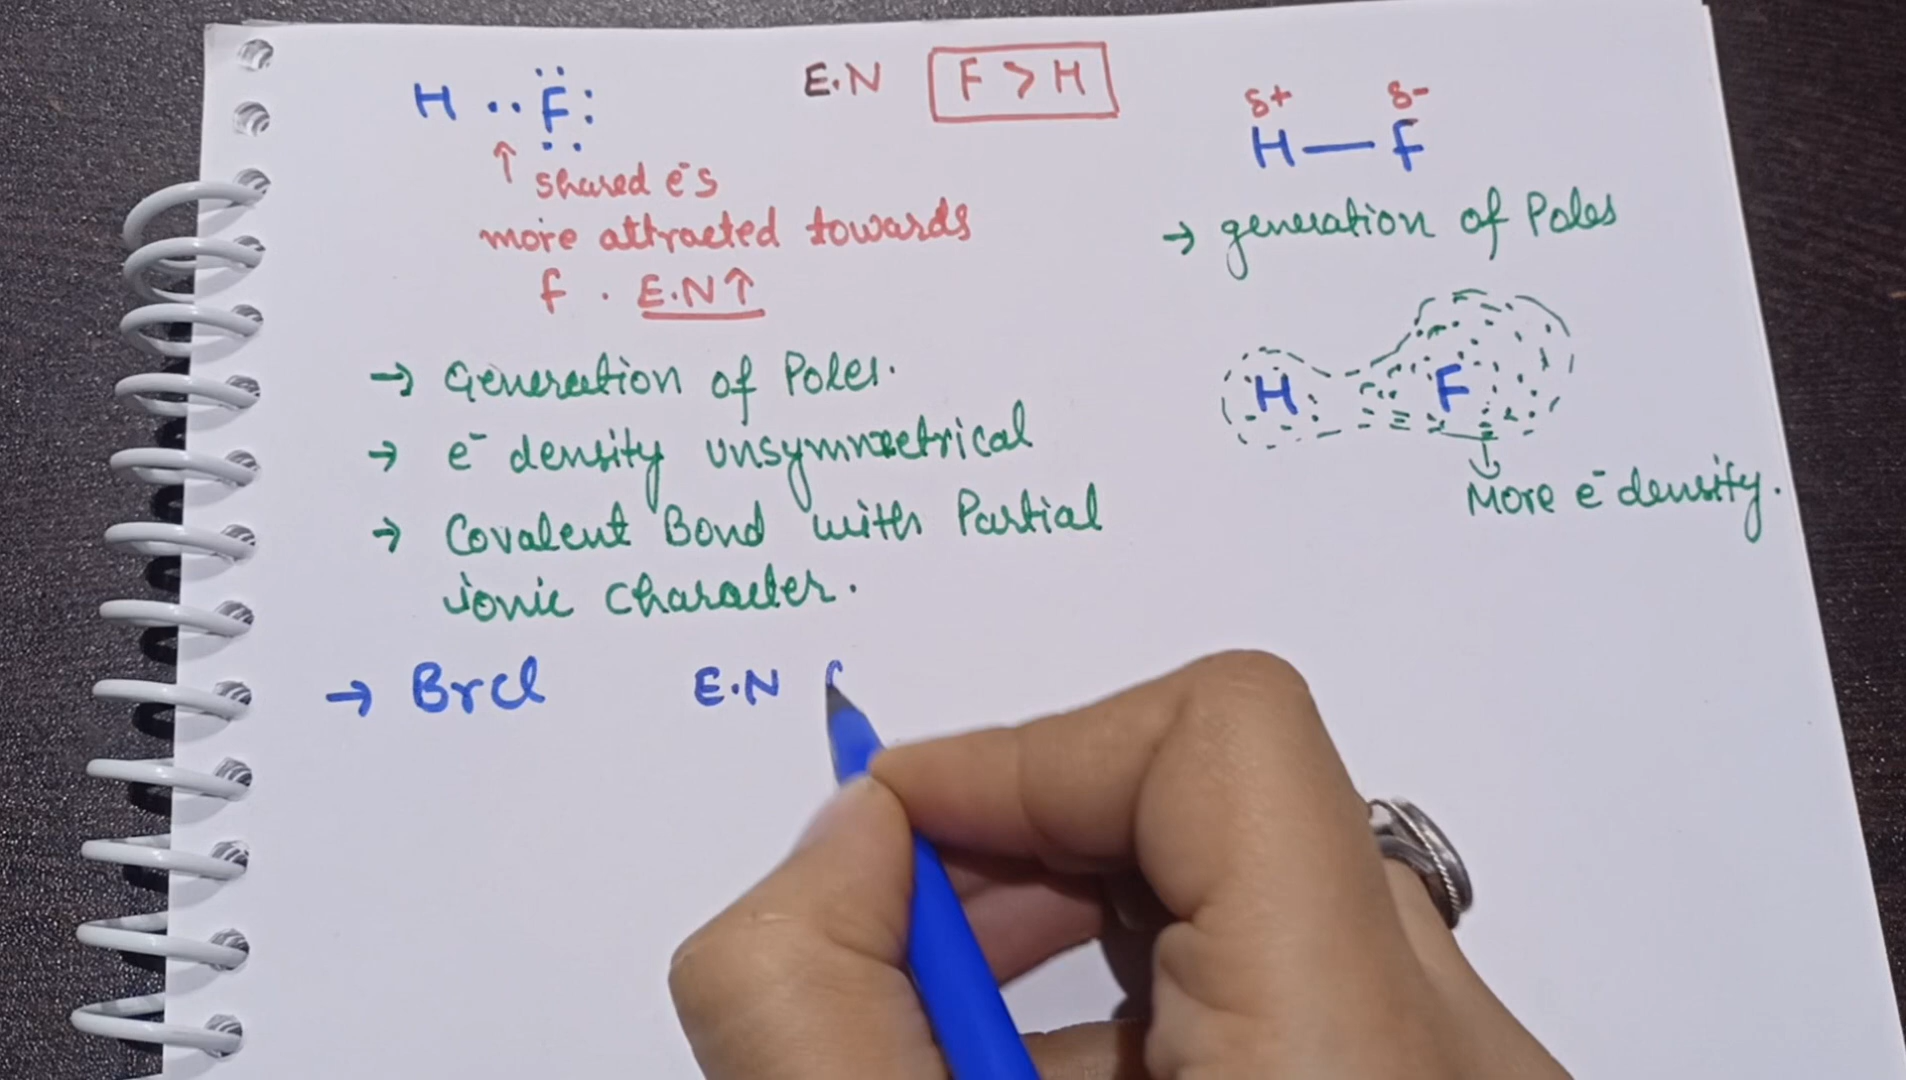 H ·· F :
E.N F > H
δ+ δ-
H — F
↑ shared e⁻s
more attracted towards
F . E.N↑
→ generation of Poles
→ Generation of Poles.
→ e⁻ density unsymmetrical
→ Covalent Bond with Partial
ionic character.
H F
More e⁻ density.
→ Brcl E.N